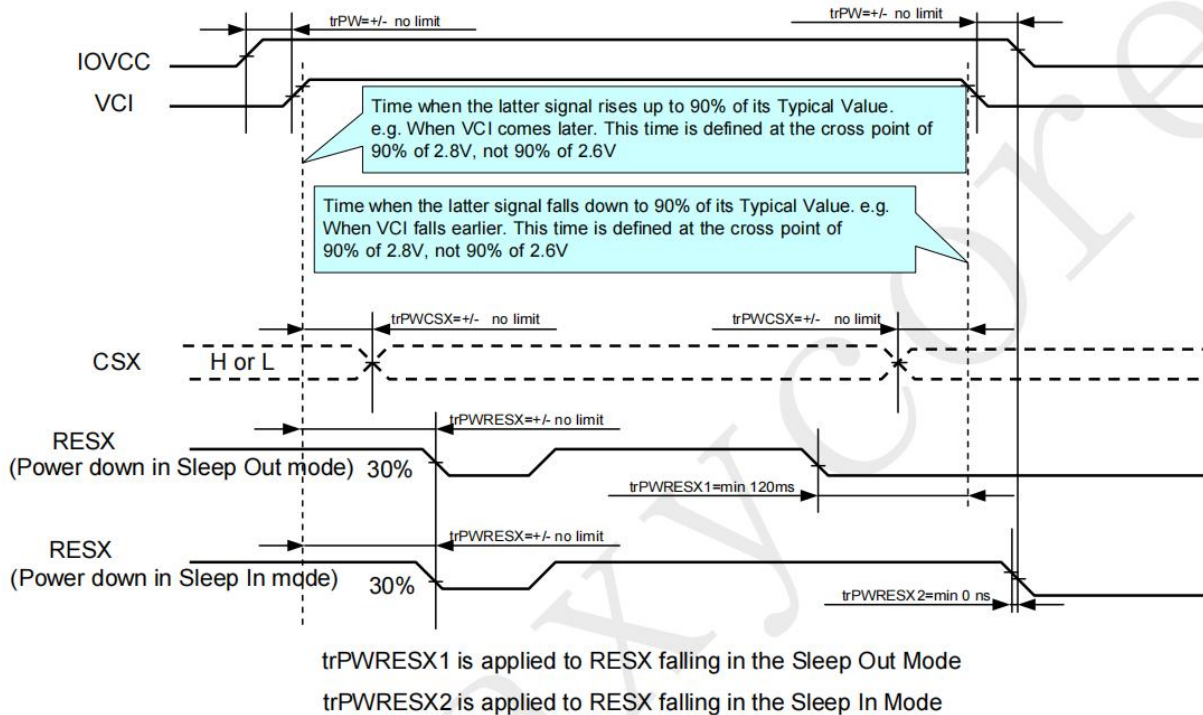 trPW=+/- no limit
trPW=+/- no limit
IOVCC
VCI
Time when the latter signal rises up to 90% of its Typical Value.
e.g. When VCI comes later. This time is defined at the cross point of
90% of 2.8V, not 90% of 2.6V
Time when the latter signal falls down to 90% of its Typical Value. e.g.
When VCI falls earlier. This time is defined at the cross point of
90% of 2.8V, not 90% of 2.6V
trPWCSX=+/- no limit
trPWCSX=+/- no limit
CSX
H or L
trPWRESX=+/- no limit
RESX
(Power down in Sleep Out mode)
30%
trPWRESX1=min 120ms
trPWRESX=+/- no limit
RESX
(Power down in Sleep In mode)
30%
trPWRESX2=min 0 ns
trPWRESX1 is applied to RESX falling in the Sleep Out Mode
trPWRESX2 is applied to RESX falling in the Sleep In Mode